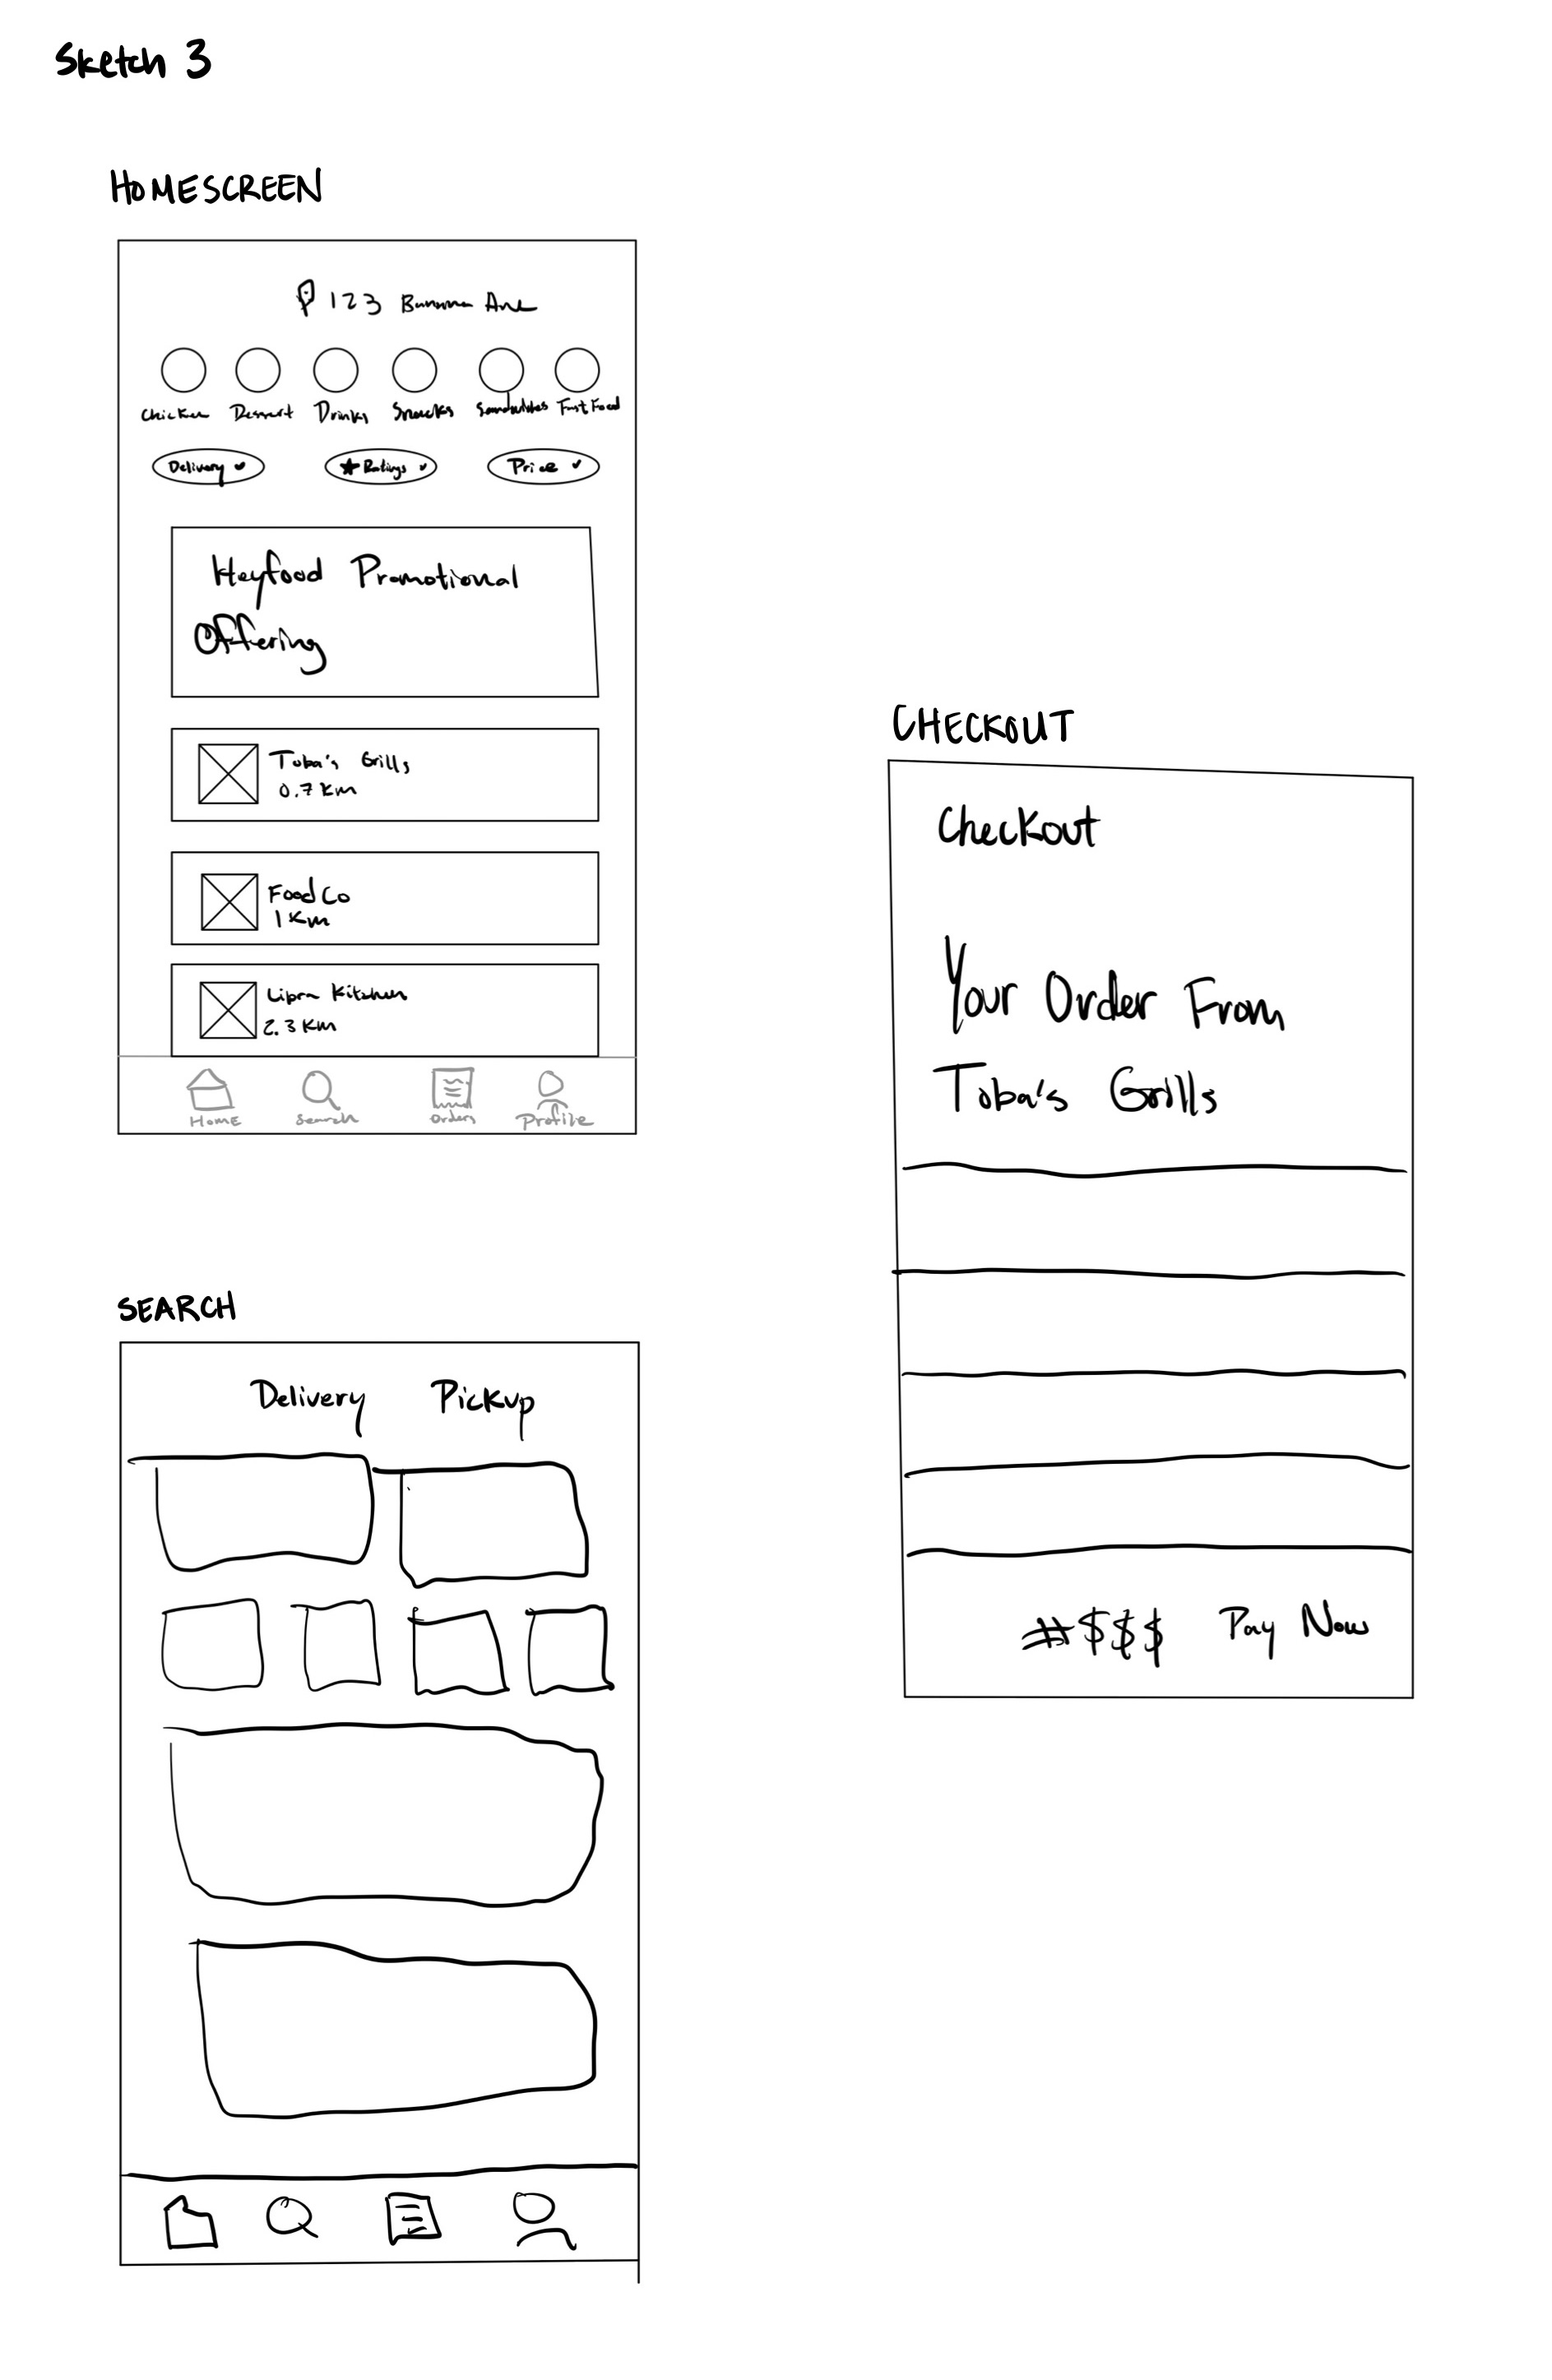 Sketch 3
HOMESCREEN
123 Banana Ave
Chicken Dessert Drinks Snacks Sandwiches Fast Food
Delivery Ratings Price
Heyfood Promotional
Offering
Toba's Grills
0.7 Km
Food Co
1 Km
Kitchen
2.3 Km
Home Search Orders Profile
CHECKOUT
Checkout
Your Order From
Toba's Grills
#$$$ Pay Now
SEARCH
Delivery Pickup